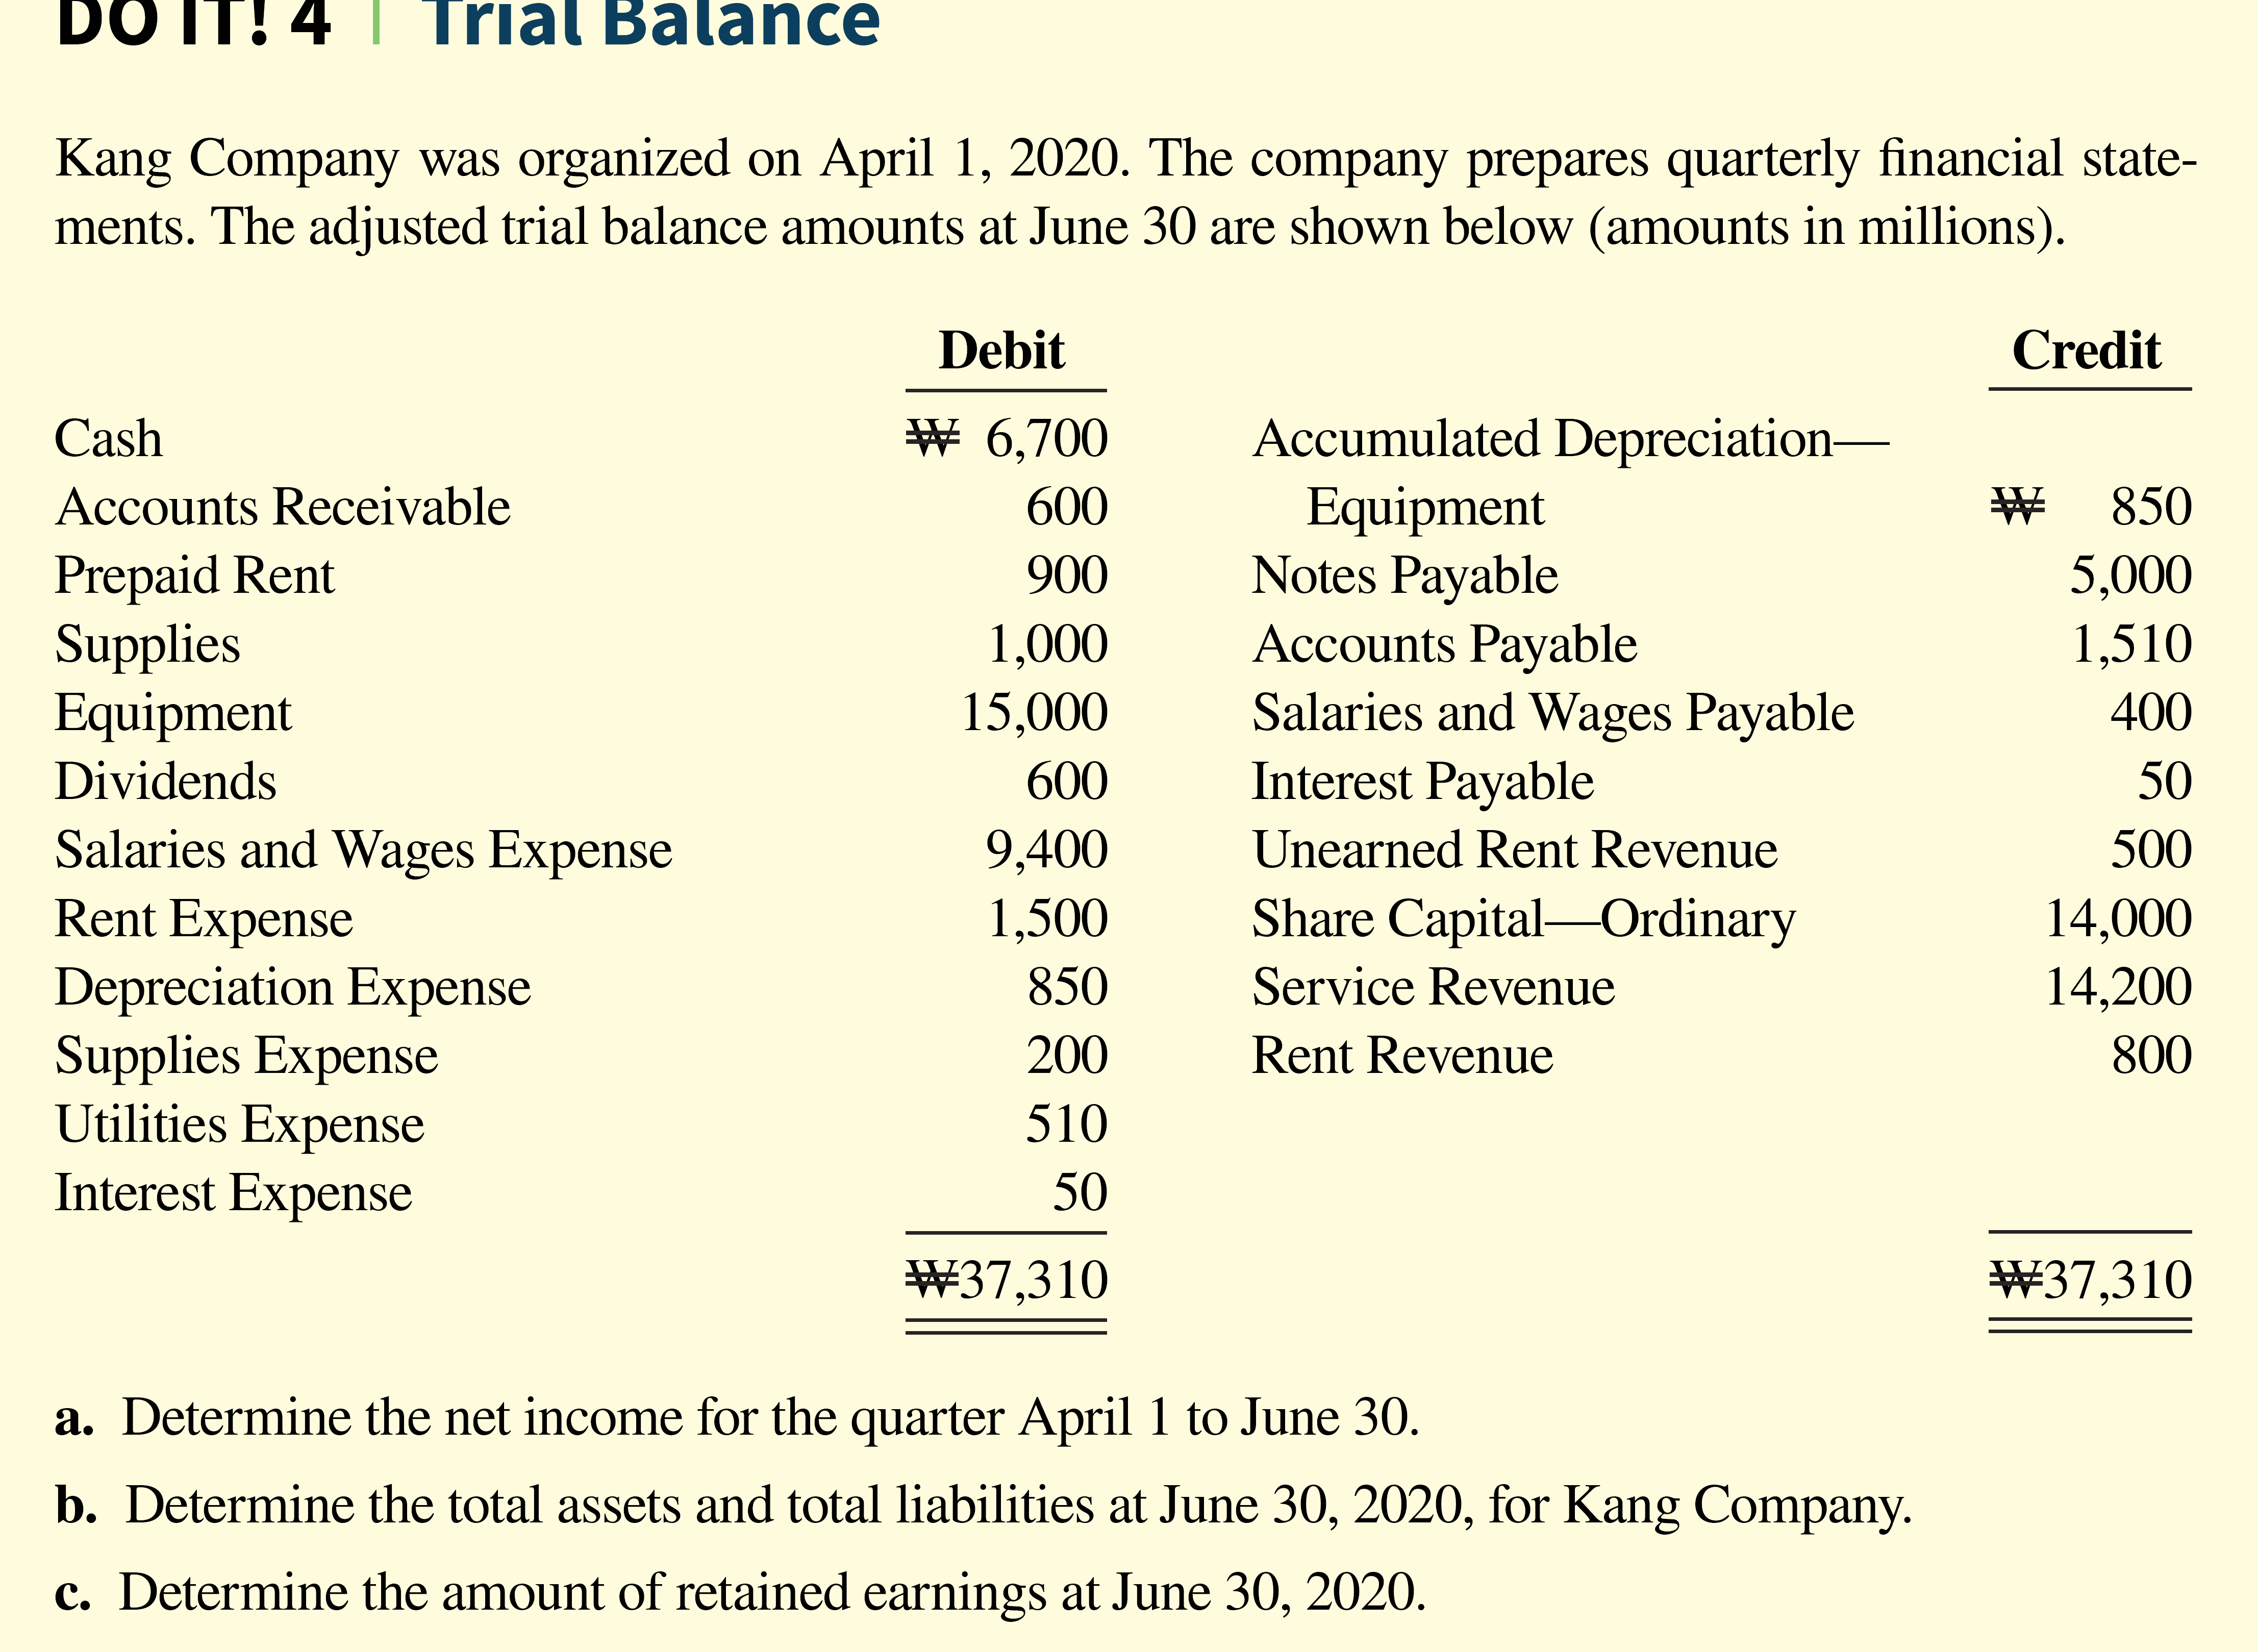 DO IT! 4 | Trial Balance
Kang Company was organized on April 1, 2020. The company prepares quarterly financial state-
ments. The adjusted trial balance amounts at June 30 are shown below (amounts in millions).
Debit Credit
Cash ₩ 6,700 Accumulated Depreciation—
Accounts Receivable 600 Equipment ₩ 850
Prepaid Rent 900 Notes Payable 5,000
Supplies 1,000 Accounts Payable 1,510
Equipment 15,000 Salaries and Wages Payable 400
Dividends 600 Interest Payable 50
Salaries and Wages Expense 9,400 Unearned Rent Revenue 500
Rent Expense 1,500 Share Capital—Ordinary 14,000
Depreciation Expense 850 Service Revenue 14,200
Supplies Expense 200 Rent Revenue 800
Utilities Expense 510
Interest Expense 50
₩37,310 ₩37,310
a. Determine the net income for the quarter April 1 to June 30.
b. Determine the total assets and total liabilities at June 30, 2020, for Kang Company.
c. Determine the amount of retained earnings at June 30, 2020.